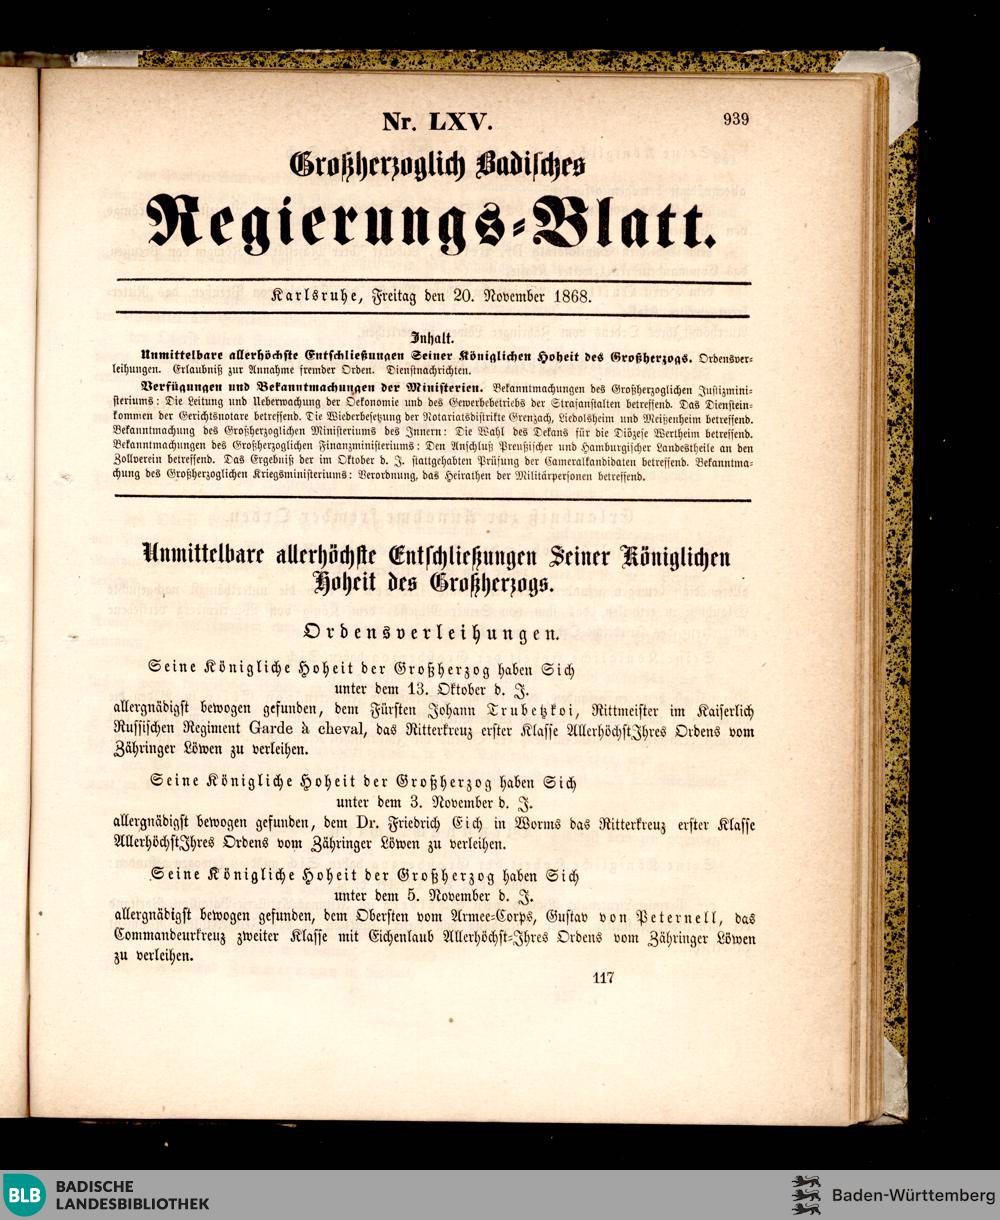 Nr. LXV.
939
Großherzoglich Badisches
Regierungs-Blatt.
Karlsruhe, Freitag den 20. November 1868.
Inhalt.
Unmittelbare allerhöchste Entschließungen Seiner Königlichen Hoheit des Großherzogs. Ordensver-
leihungen. Erlaubniß zur Annahme fremder Orden. Dienstnachrichten.
Verfügungen und Bekanntmachungen der Ministerien. Bekanntmachungen des Großherzoglichen Justizmini-
steriums: Die Leitung und Ueberwachung der Oekonomie und des Gewerbebetriebs der Strafanstalten betreffend. Das Dienstein-
kommen der Gerichtsnotare betreffend. Die Wiederbesetzung der Notariatsdistrikte Grenzach, Liedolsheim und Meißenheim betreffend.
Bekanntmachung des Großherzoglichen Ministeriums des Innern: Die Wahl des Dekans für die Diözese Wertheim betreffend.
Bekanntmachungen des Großherzoglichen Finanzministeriums: Den Anschluß Preußischer und Hamburgischer Landestheile an den
Zollverein betreffend. Das Ergebniß der im Oktober d. J. stattgehabten Prüfung der Cameralkandidaten betreffend. Bekanntma-
chung des Großherzoglichen Kriegsministeriums: Verordnung, das Heirathen der Militärpersonen betreffend.
Unmittelbare allerhöchste Entschließungen Seiner Königlichen
Hoheit des Großherzogs.
Ordensverleihungen.
Seine Königliche Hoheit der Großherzog haben Sich
unter dem 13. Oktober d. J.
allergnädigst bewogen gefunden, dem Fürsten Johann Trubetzkoi, Rittmeister im Kaiserlich
Russischen Regiment Garde à cheval, das Ritterkreuz erster Klasse AllerhöchstIhres Ordens vom
Zähringer Löwen zu verleihen.
Seine Königliche Hoheit der Großherzog haben Sich
unter dem 3. November d. J.
allergnädigst bewogen gefunden, dem Dr. Friedrich Eich in Worms das Ritterkreuz erster Klasse
AllerhöchstIhres Ordens vom Zähringer Löwen zu verleihen.
Seine Königliche Hoheit der Großherzog haben Sich
unter dem 5. November d. J.
allergnädigst bewogen gefunden, dem Obersten vom Armee-Corps, Gustav von Peternell, das
Commandeurkreuz zweiter Klasse mit Eichenlaub Allerhöchst-Ihres Ordens vom Zähringer Löwen
zu verleihen.
117
BLB
BADISCHE
LANDESBIBLIOTHEK
Baden-Württemberg